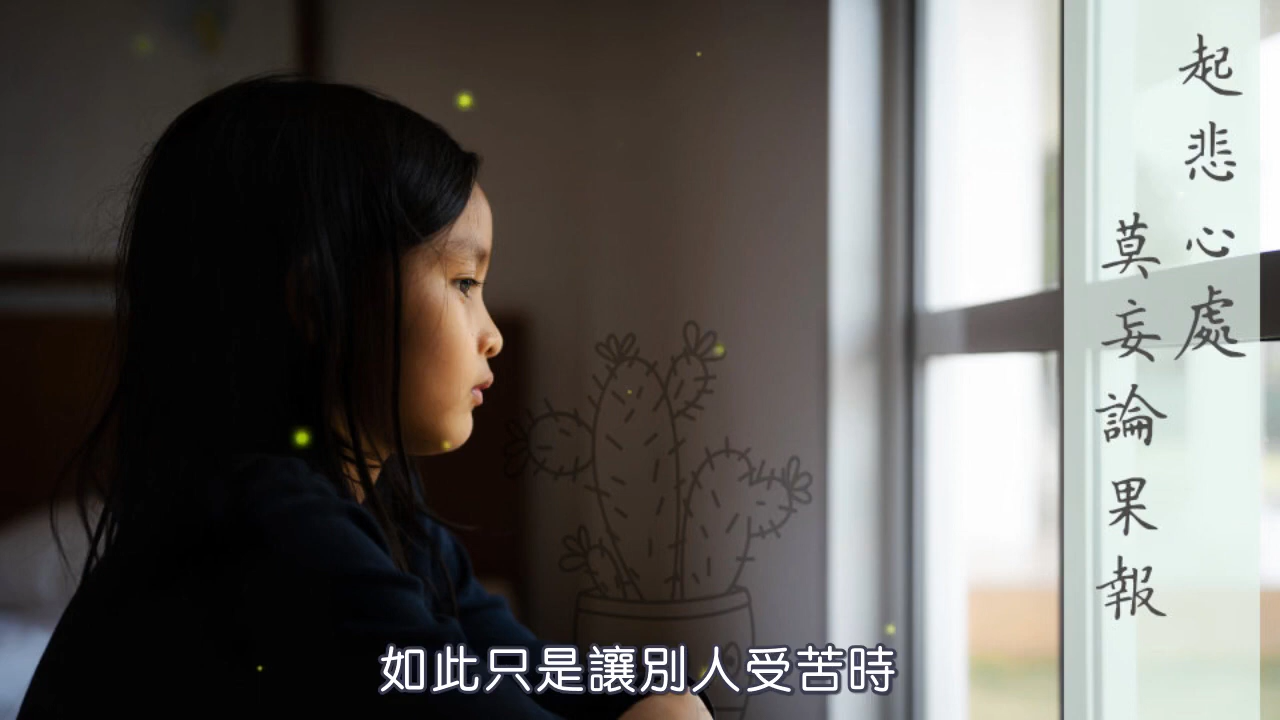 起悲心處
莫妄論果報
如此只是讓別人受苦時